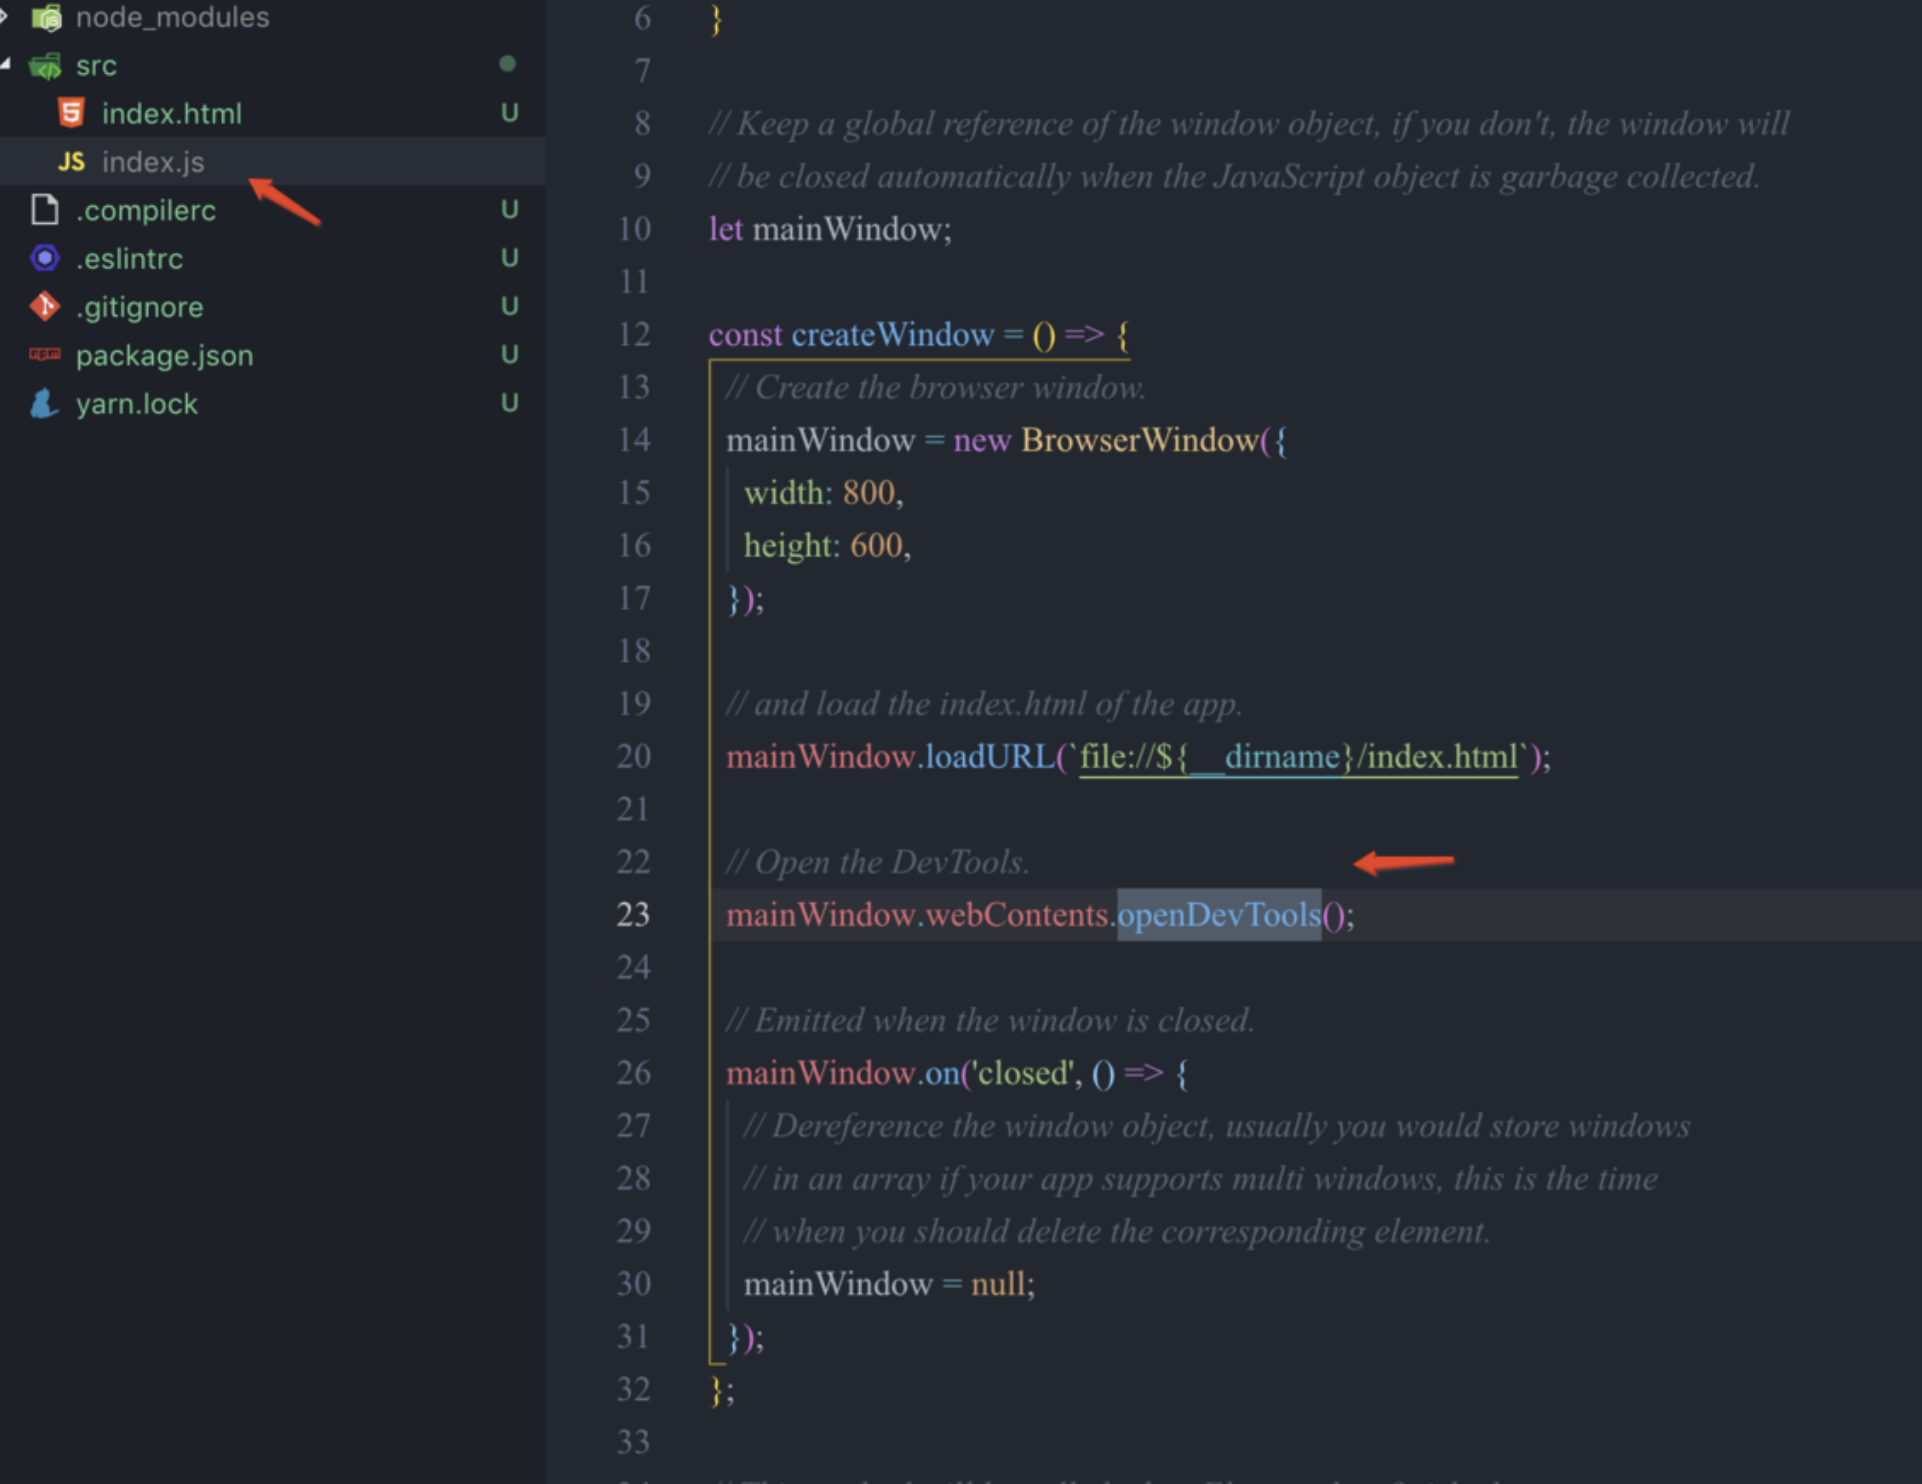 node_modules
src
index.html U
JS index.js
.compilerc U
.eslintrc U
.gitignore U
package.json U
yarn.lock U
6 }
7
8 // Keep a global reference of the window object, if you don't, the window will
9 // be closed automatically when the JavaScript object is garbage collected.
10 let mainWindow;
11
12 const createWindow = () => {
13 // Create the browser window.
14 mainWindow = new BrowserWindow({
15 width: 800,
16 height: 600,
17 });
18
19 // and load the index.html of the app.
20 mainWindow.loadURL(`file://${__dirname}/index.html`);
21
22 // Open the DevTools.
23 mainWindow.webContents.openDevTools();
24
25 // Emitted when the window is closed.
26 mainWindow.on('closed', () => {
27 // Dereference the window object, usually you would store windows
28 // in an array if your app supports multi windows, this is the time
29 // when you should delete the corresponding element.
30 mainWindow = null;
31 });
32 };
33